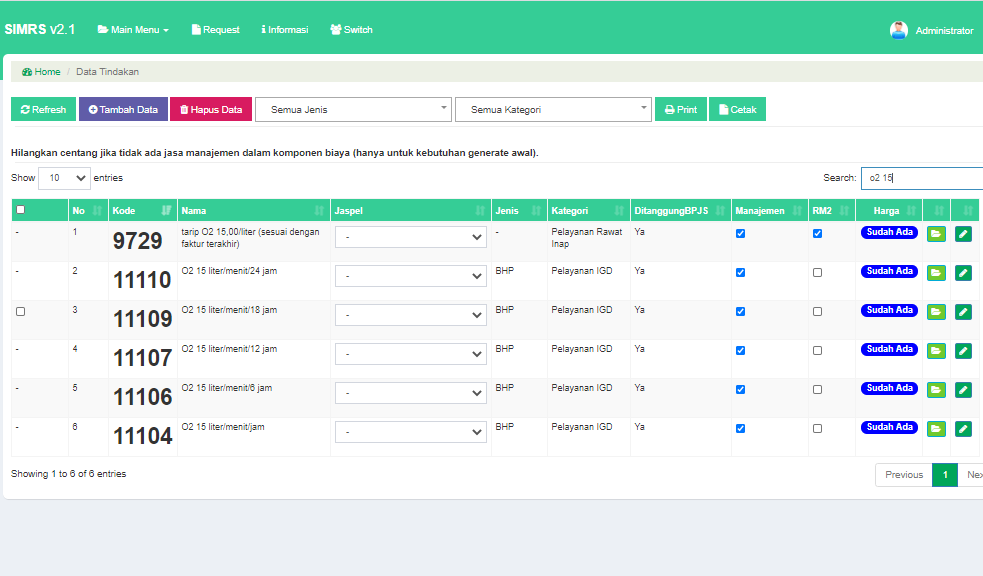 SIMRS v2.1 Main Menu Request Informasi Switch Administrator
Home / Data Tindakan
Refresh Tambah Data Hapus Data Semua Jenis Semua Kategori Print Cetak
Hilangkan centang jika tidak ada jasa manajemen dalam komponen biaya (hanya untuk kebutuhan generate awal).
Show 10 entries Search: o2 15
No Kode Nama Jaspel Jenis Kategori DitanggungBPJS Manajemen RM2 Harga
- 1 9729 tarip O2 15,00/liter (sesuai dengan - - Pelayanan Rawat Ya Sudah Ada
faktur terakhir) Inap
- 2 11110 O2 15 liter/menit/24 jam - BHP Pelayanan IGD Ya Sudah Ada
3 11109 O2 15 liter/menit/18 jam - BHP Pelayanan IGD Ya Sudah Ada
- 4 11107 O2 15 liter/menit/12 jam - BHP Pelayanan IGD Ya Sudah Ada
- 5 11106 O2 15 liter/menit/6 jam - BHP Pelayanan IGD Ya Sudah Ada
- 6 11104 O2 15 liter/menit/jam - BHP Pelayanan IGD Ya Sudah Ada
Showing 1 to 6 of 6 entries Previous 1 Nex